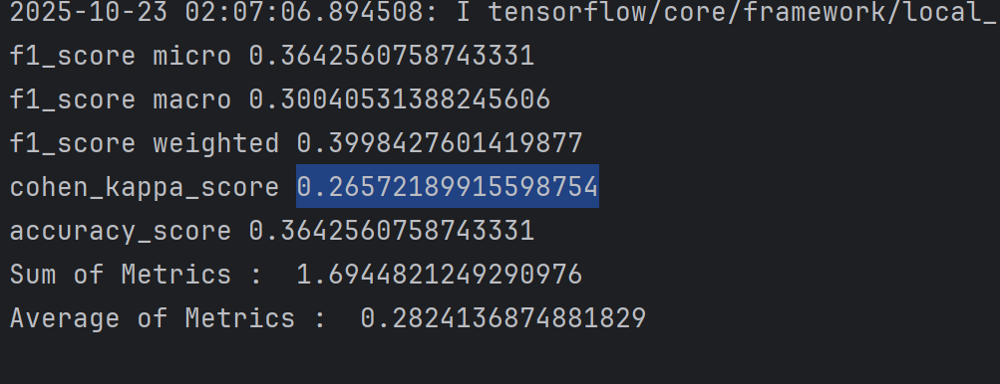 2025-10-23 02:07:06.894508: I tensorflow/core/framework/local_
f1_score micro 0.3642560758743331
f1_score macro 0.30040531388245606
f1_score weighted 0.3998427601419877
cohen_kappa_score 0.26572189915598754
accuracy_score 0.3642560758743331
Sum of Metrics :  1.6944821249290976
Average of Metrics :  0.2824136874881829